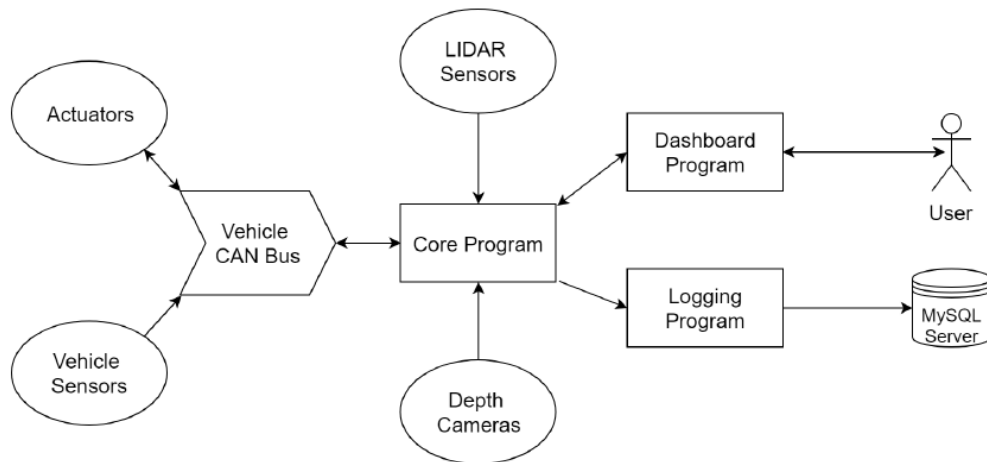 LIDAR
Sensors
Actuators
Dashboard
Program
User
Vehicle
CAN Bus
Core Program
Logging
Program
MySQL
Server
Vehicle
Sensors
Depth
Cameras